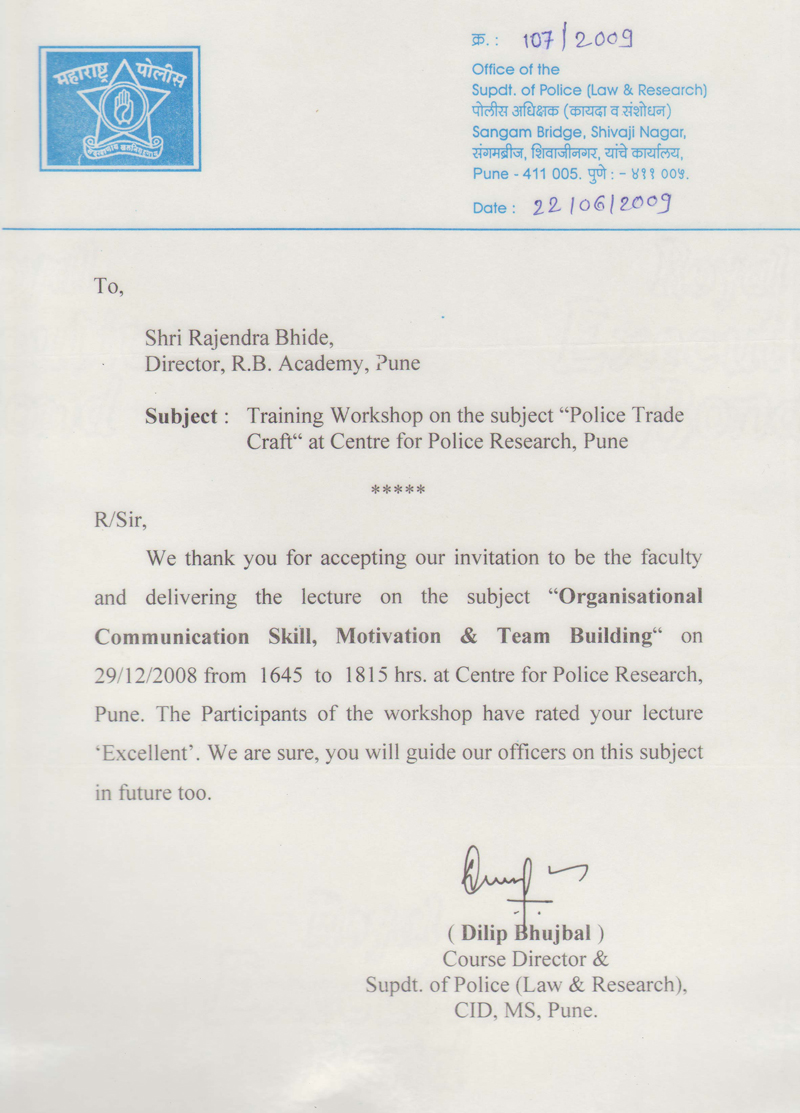 महाराष्ट्र पोलीस
क्र. : 107/2009
Office of the
Supdt. of Police (Law & Research)
पोलीस अधिक्षक (कायदा व संशोधन)
Sangam Bridge, Shivaji Nagar,
संगमब्रीज, शिवाजीनगर, यांचे कार्यालय,
Pune - 411 005. पुणे : - ४११ ००५.
Date : 22/06/2009
To,
Shri Rajendra Bhide,
Director, R.B. Academy, Pune
Subject : Training Workshop on the subject “Police Trade
Craft“ at Centre for Police Research, Pune
*****
R/Sir,
We thank you for accepting our invitation to be the faculty
and delivering the lecture on the subject “Organisational
Communication Skill, Motivation & Team Building“ on
29/12/2008 from 1645 to 1815 hrs. at Centre for Police Research,
Pune. The Participants of the workshop have rated your lecture
‘Excellent’. We are sure, you will guide our officers on this subject
in future too.
( Dilip Bhujbal )
Course Director &
Supdt. of Police (Law & Research),
CID, MS, Pune.